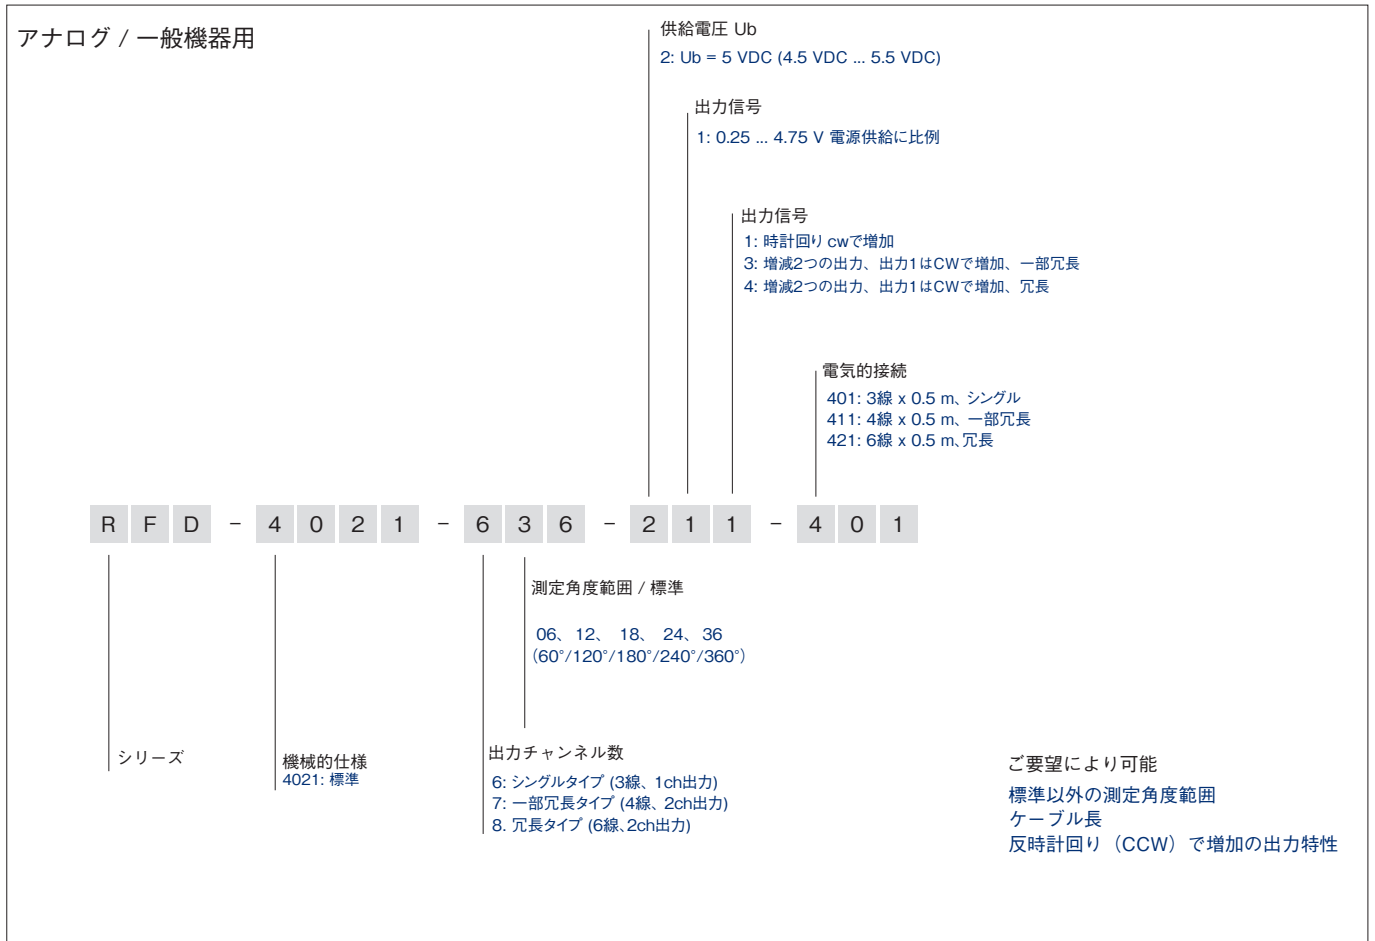 アナログ / 一般機器用
供給電圧 Ub
2: Ub = 5 VDC (4.5 VDC ... 5.5 VDC)
出力信号
1: 0.25 ... 4.75 V 電源供給に比例
出力信号
1: 時計回り cwで増加
3: 増減2つの出力、出力1はCWで増加、一部冗長
4: 増減2つの出力、出力1はCWで増加、冗長
電気的接続
401: 3線 x 0.5 m、シングル
411: 4線 x 0.5 m、一部冗長
421: 6線 x 0.5 m、冗長
R F D - 4 0 2 1 - 6 3 6 - 2 1 1 - 4 0 1
測定角度範囲 / 標準
06、 12、 18、 24、 36
(60°/120°/180°/240°/360°)
シリーズ
機械的仕様
4021: 標準
出力チャンネル数
6: シングルタイプ (3線、1ch出力)
7: 一部冗長タイプ (4線、2ch出力)
8. 冗長タイプ (6線、2ch出力)
ご要望により可能
標準以外の測定角度範囲
ケーブル長
反時計回り（CCW）で増加の出力特性